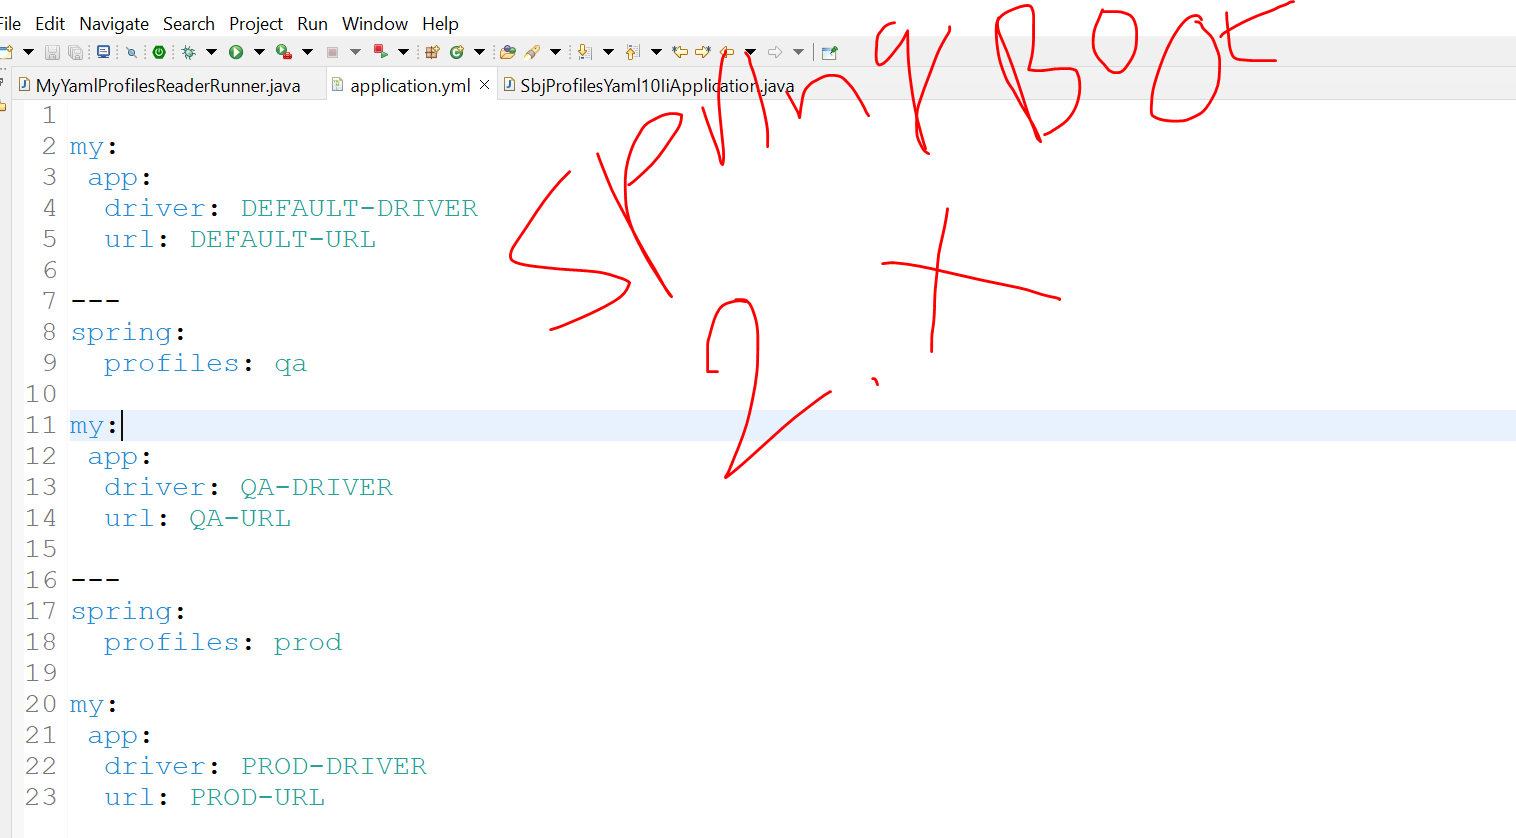 File Edit Navigate Search Project Run Window Help
MyYamlProfilesReaderRunner.java application.yml SbjProfilesYaml10IiApplication.java
Spring Boot
2.x
1
2 my:
3 app:
4 driver: DEFAULT-DRIVER
5 url: DEFAULT-URL
6
7 ---
8 spring:
9 profiles: qa
10
11 my:
12 app:
13 driver: QA-DRIVER
14 url: QA-URL
15
16 ---
17 spring:
18 profiles: prod
19
20 my:
21 app:
22 driver: PROD-DRIVER
23 url: PROD-URL